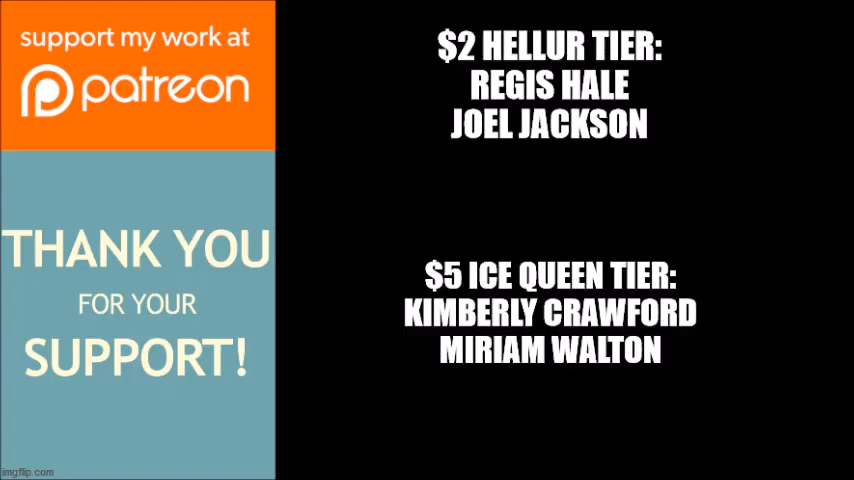 support my work at
patreon
THANK YOU
FOR YOUR
SUPPORT!
$2 HELLUR TIER:
REGIS HALE
JOEL JACKSON
$5 ICE QUEEN TIER:
KIMBERLY CRAWFORD
MIRIAM WALTON
imgflip.com